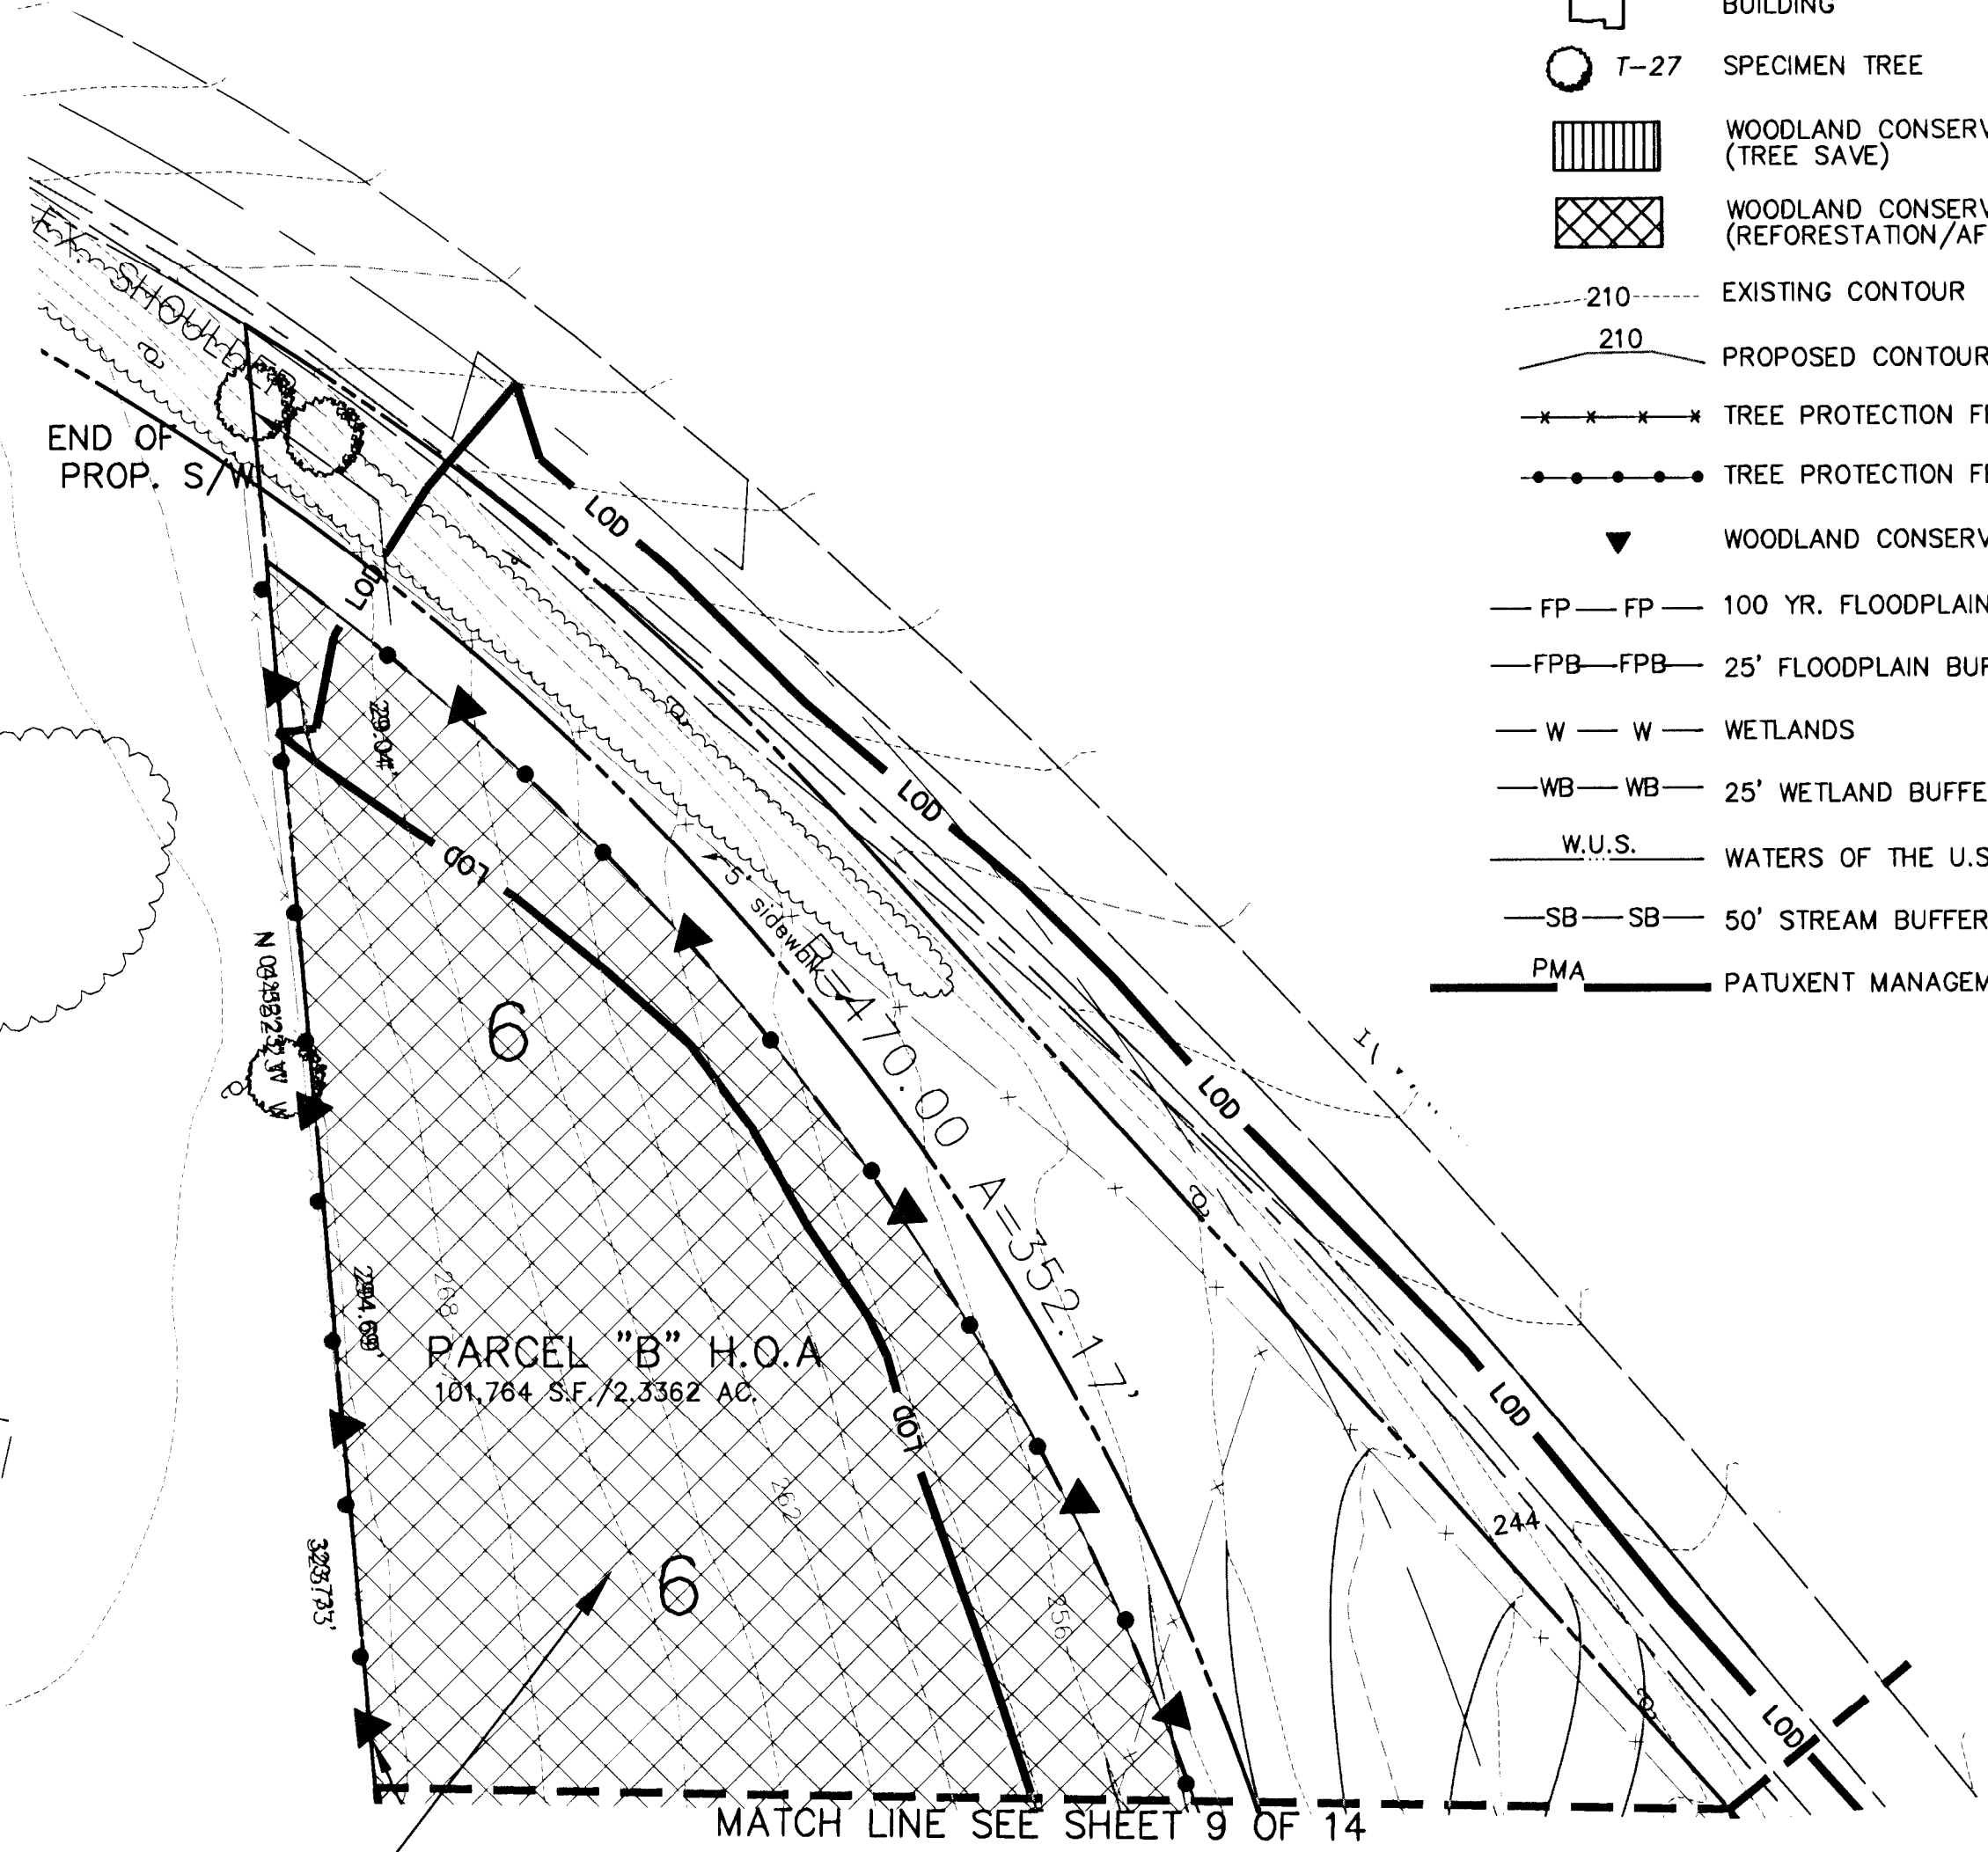 BUILDING
T-27 SPECIMEN TREE
WOODLAND CONSERV
(TREE SAVE)
WOODLAND CONSERV
(REFORESTATION/AF
210 EXISTING CONTOUR
210 PROPOSED CONTOUR
TREE PROTECTION F
TREE PROTECTION F
WOODLAND CONSERV
FP FP 100 YR. FLOODPLAIN
FPB FPB 25' FLOODPLAIN BUF
W W WETLANDS
WB WB 25' WETLAND BUFFE
W.U.S. WATERS OF THE U.S
SB SB 50' STREAM BUFFER
PMA PATUXENT MANAGEM
EX. SHOULDER
END OF
PROP. S/W
LOD
LOD
29.04'
LOD
LOD
5' sidewalk
R=470.00 A=352.17'
LOD
6
268
PARCEL "B" H.O.A
101,764 S.F./2.3362 AC.
LOD
LOD
262
244
6
256
LOD
MATCH LINE SEE SHEET 9 OF 14